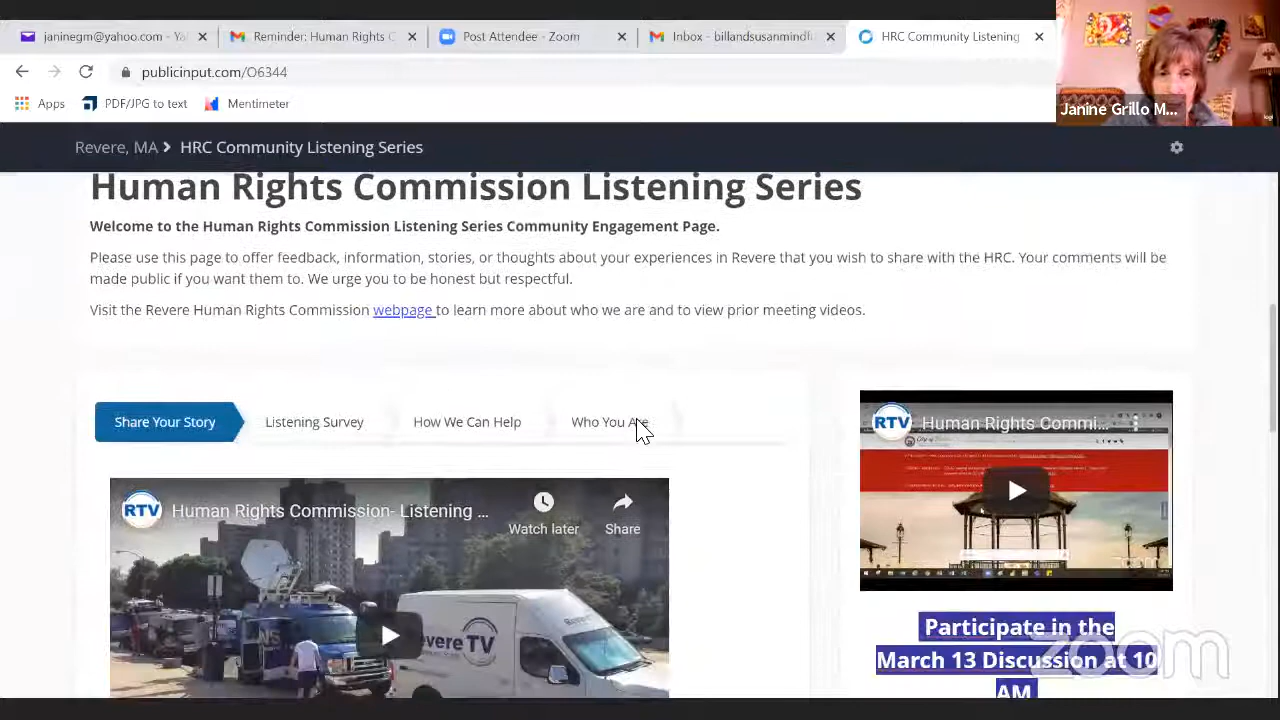 janinegm@yahoo.com - Ya
Reminder: Human Rights C
Post Attendee - Zoom
Inbox - billandsusanmindfu
HRC Community Listening
publicinput.com/O6344
Apps
PDF/JPG to text
Mentimeter
Janine Grillo M...
logi
Revere, MA
HRC Community Listening Series
Human Rights Commission Listening Series
Welcome to the Human Rights Commission Listening Series Community Engagement Page.
Please use this page to offer feedback, information, stories, or thoughts about your experiences in Revere that you wish to share with the HRC. Your comments will be
made public if you want them to. We urge you to be honest but respectful.
Visit the Revere Human Rights Commission webpage to learn more about who we are and to view prior meeting videos.
Share Your Story
Listening Survey
How We Can Help
Who You Are
RTV
Human Rights Commission- Listening ...
Watch later
Share
evere TV
RTV
Human Rights Commi...
Participate in the
March 13 Discussion at 10
AM
zoom